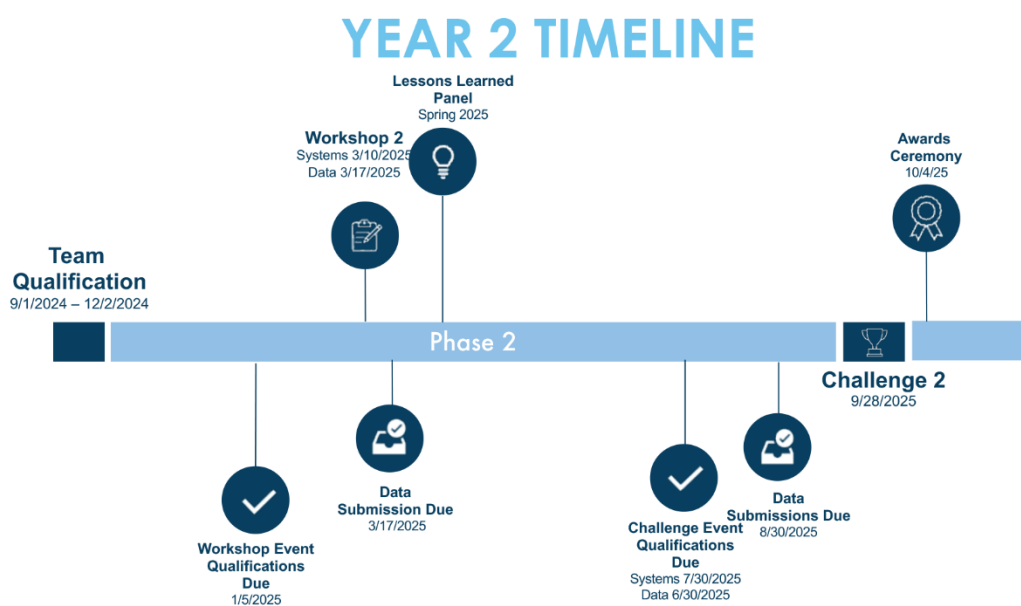 YEAR 2 TIMELINE
Lessons Learned
Panel
Spring 2025
Workshop 2
Systems 3/10/2025
Data 3/17/2025
Awards
Ceremony
10/4/25
Team
Qualification
9/1/2024 – 12/2/2024
Phase 2
Challenge 2
9/28/2025
Workshop Event
Qualifications
Due
1/5/2025
Data
Submission Due
3/17/2025
Challenge Event
Qualifications
Due
Systems 7/30/2025
Data 6/30/2025
Data
Submissions Due
8/30/2025